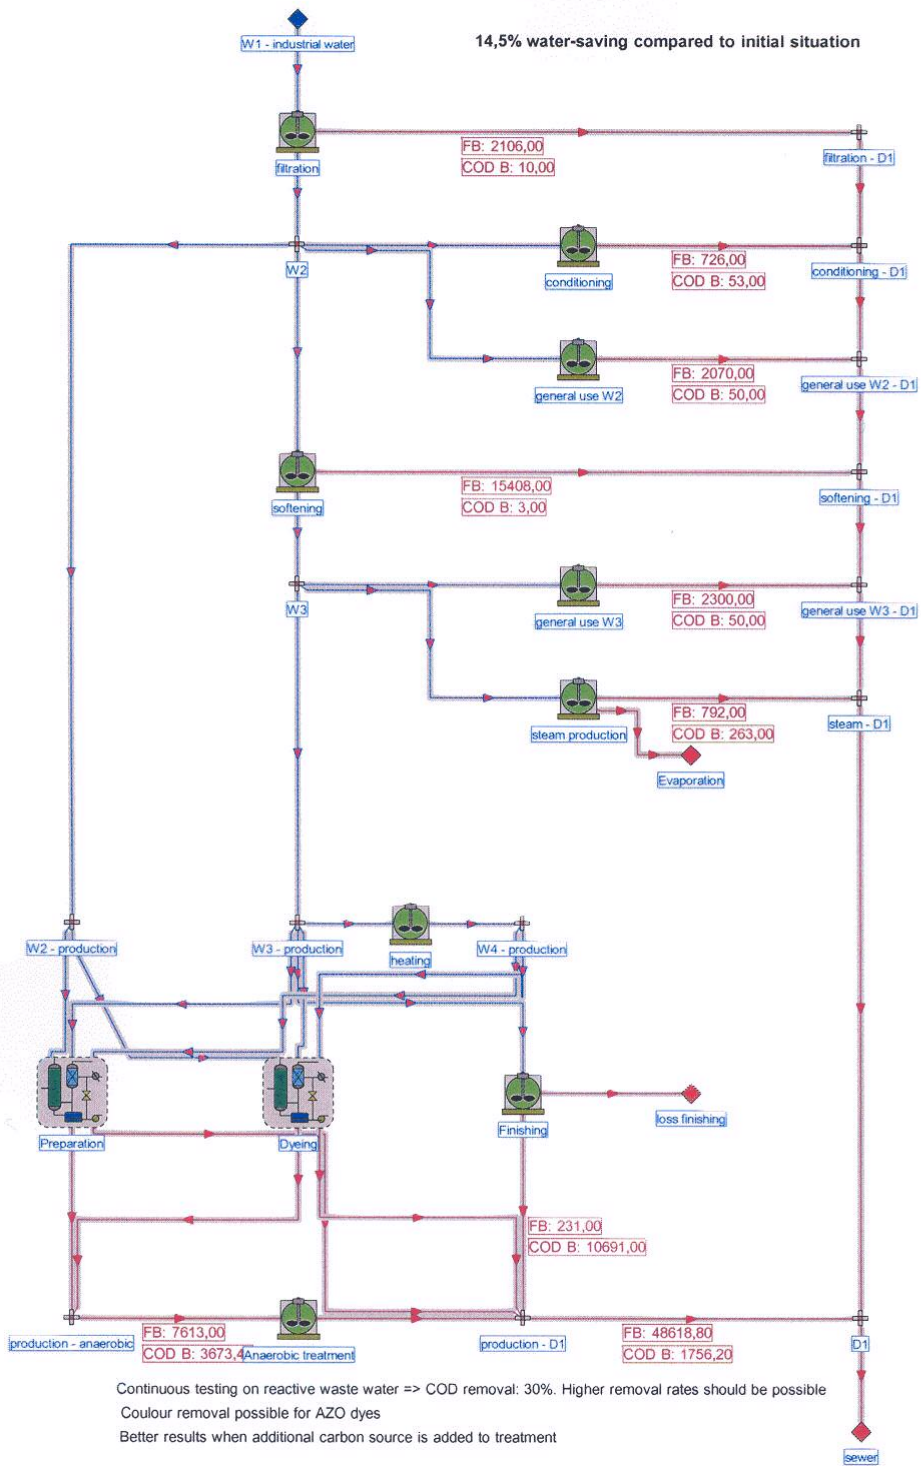 W1 - industrial water
14,5% water-saving compared to initial situation
FB: 2106,00
COD B: 10,00
filtration
filtration - D1
W2
FB: 726,00
COD B: 53,00
conditioning
conditioning - D1
FB: 2070,00
COD B: 50,00
general use W2
general use W2 - D1
FB: 15408,00
COD B: 3,00
softening
softening - D1
W3
FB: 2300,00
COD B: 50,00
general use W3
general use W3 - D1
FB: 792,00
COD B: 263,00
steam production
steam - D1
Evaporation
W2 - production
W3 - production
heating
W4 - production
Preparation
Dyeing
Finishing
loss finishing
FB: 231,00
COD B: 10691,00
production - anaerobic
FB: 7613,00
COD B: 3673,4
Anaerobic treatment
production - D1
FB: 48618,80
COD B: 1756,20
D1
Continuous testing on reactive waste water => COD removal: 30%. Higher removal rates should be possible
Coulour removal possible for AZO dyes
Better results when additional carbon source is added to treatment
sewer